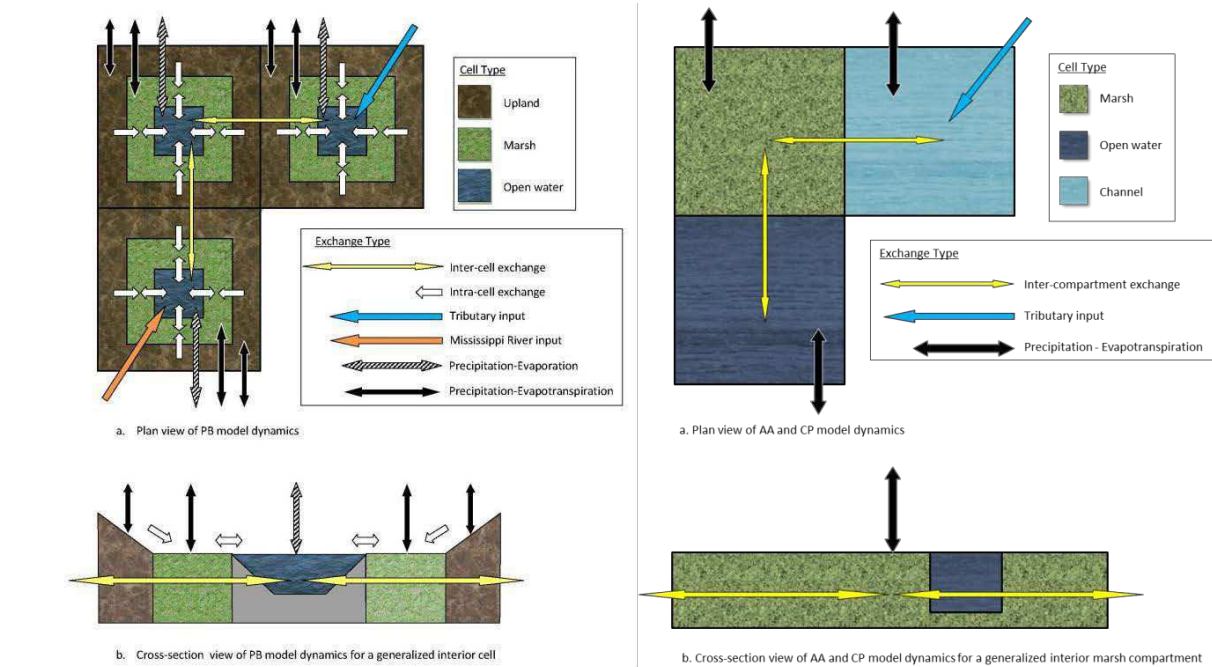 Cell Type
Upland
Marsh
Open water
Exchange Type
Inter-cell exchange
Intra-cell exchange
Tributary input
Mississippi River input
Precipitation-Evaporation
Precipitation-Evapotranspiration
a. Plan view of PB model dynamics
b. Cross-section view of PB model dynamics for a generalized interior cell
Cell Type
Marsh
Open water
Channel
Exchange Type
Inter-compartment exchange
Tributary input
Precipitation - Evapotranspiration
a. Plan view of AA and CP model dynamics
b. Cross-section view of AA and CP model dynamics for a generalized interior marsh compartment